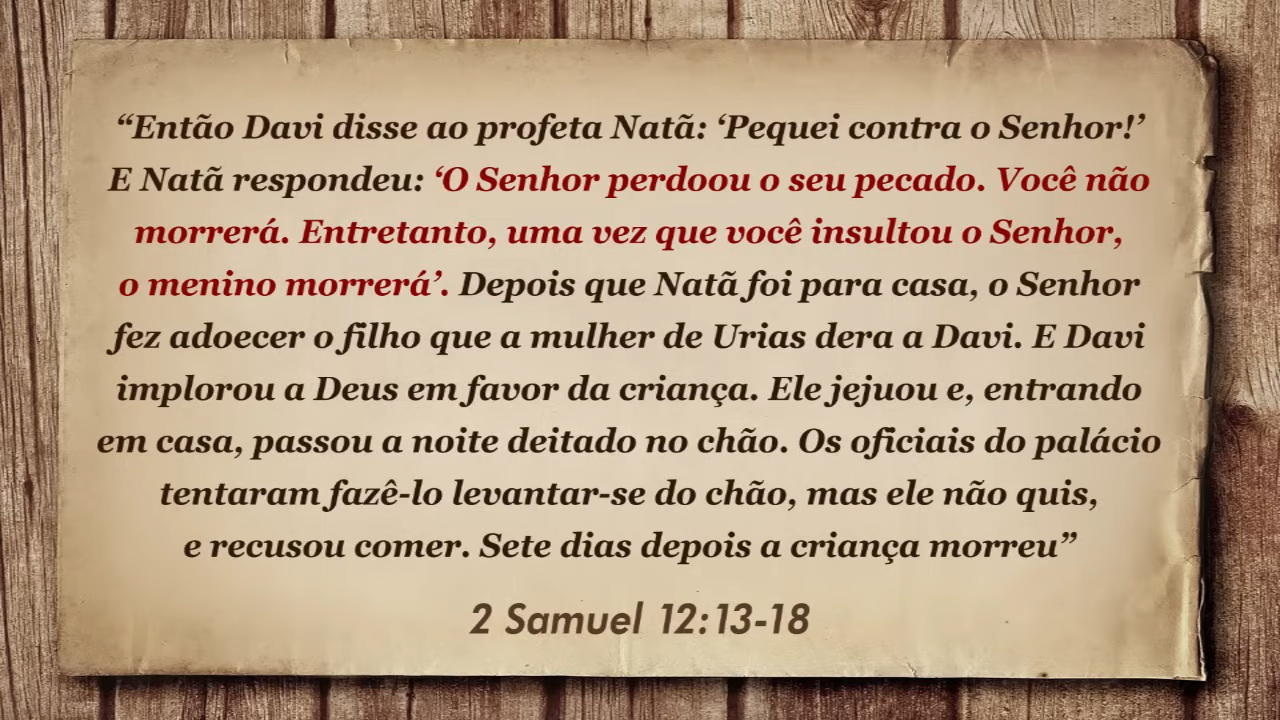 “Então Davi disse ao profeta Natã: ‘Pequei contra o Senhor!’
E Natã respondeu: ‘O Senhor perdoou o seu pecado. Você não
morrerá. Entretanto, uma vez que você insultou o Senhor,
o menino morrerá’. Depois que Natã foi para casa, o Senhor
fez adoecer o filho que a mulher de Urias dera a Davi. E Davi
implorou a Deus em favor da criança. Ele jejuou e, entrando
em casa, passou a noite deitado no chão. Os oficiais do palácio
tentaram fazê-lo levantar-se do chão, mas ele não quis,
e recusou comer. Sete dias depois a criança morreu”
2 Samuel 12:13-18